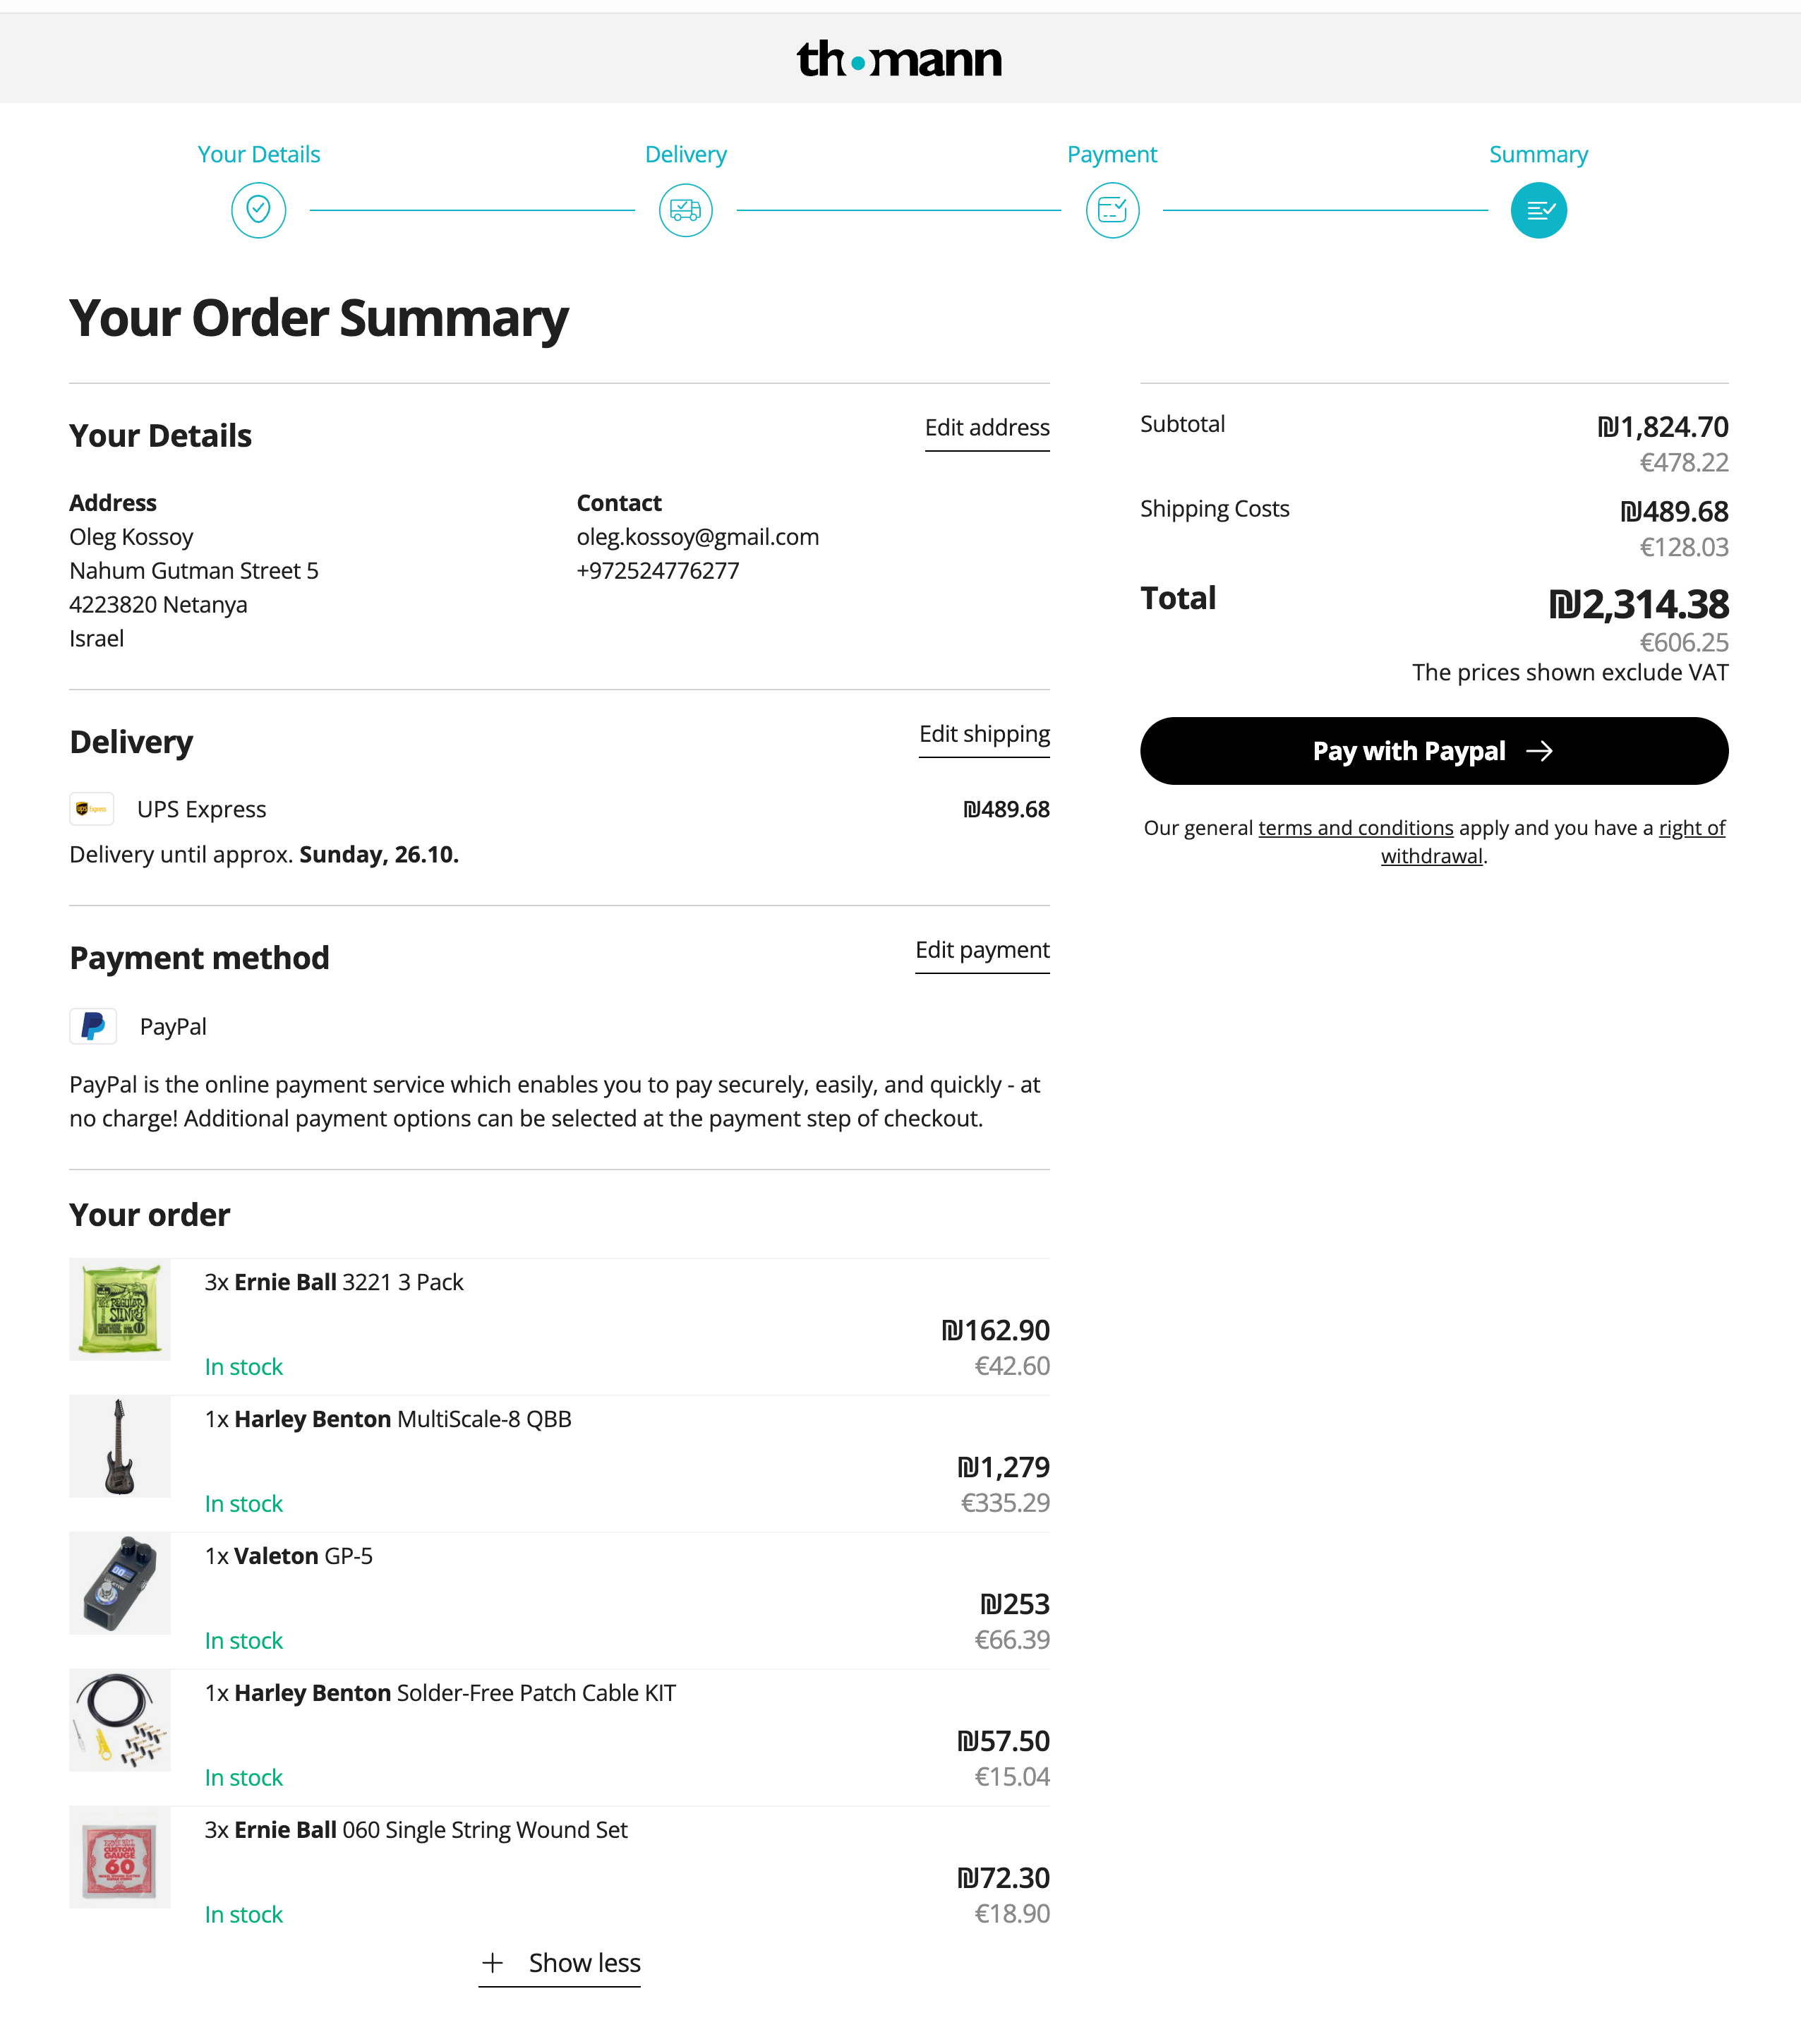 thomann
Your Details
Delivery
Payment
Summary
Your Order Summary
Your Details
Edit address
Address
Oleg Kossoy
Nahum Gutman Street 5
4223820 Netanya
Israel
Contact
oleg.kossoy@gmail.com
+972524776277
Delivery
Edit shipping
UPS Express
₪489.68
Delivery until approx. Sunday, 26.10.
Payment method
Edit payment
PayPal
PayPal is the online payment service which enables you to pay securely, easily, and quickly - at
no charge! Additional payment options can be selected at the payment step of checkout.
Your order
REGULAR
SLINKY
3x Ernie Ball 3221 3 Pack
₪162.90
In stock
€42.60
1x Harley Benton MultiScale-8 QBB
₪1,279
In stock
€335.29
1x Valeton GP-5
₪253
In stock
€66.39
1x Harley Benton Solder-Free Patch Cable KIT
₪57.50
In stock
€15.04
CUSTOM
GAUGE
60
3x Ernie Ball 060 Single String Wound Set
₪72.30
In stock
€18.90
Show less
Subtotal
₪1,824.70
€478.22
Shipping Costs
₪489.68
€128.03
Total
₪2,314.38
€606.25
The prices shown exclude VAT
Pay with Paypal
Our general terms and conditions apply and you have a right of
withdrawal.